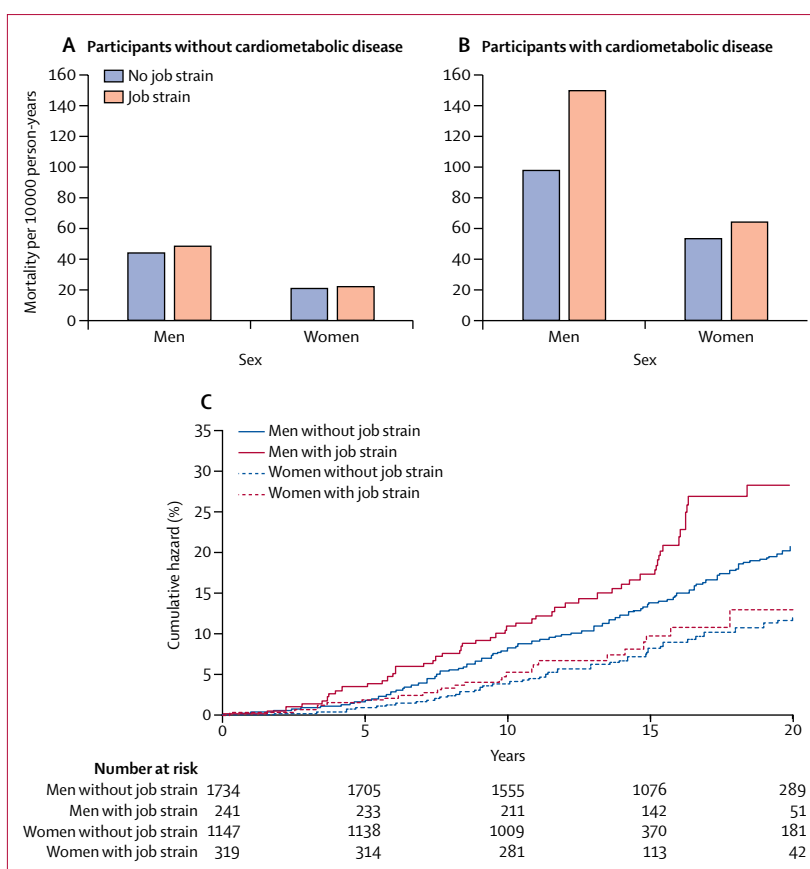 A Participants without cardiometabolic disease
Mortality per 10 000 person-years
160
140
120
100
80
60
40
20
0
No job strain
Job strain
Men Women
Sex
B Participants with cardiometabolic disease
160
140
120
100
80
60
40
20
0
Men Women
Sex
C
Cumulative hazard (%)
35
30
25
20
15
10
5
0
Men without job strain
Men with job strain
Women without job strain
Women with job strain
0 5 10 15 20
Years
Number at risk
Men without job strain 1734 1705 1555 1076 289
Men with job strain 241 233 211 142 51
Women without job strain 1147 1138 1009 370 181
Women with job strain 319 314 281 113 42